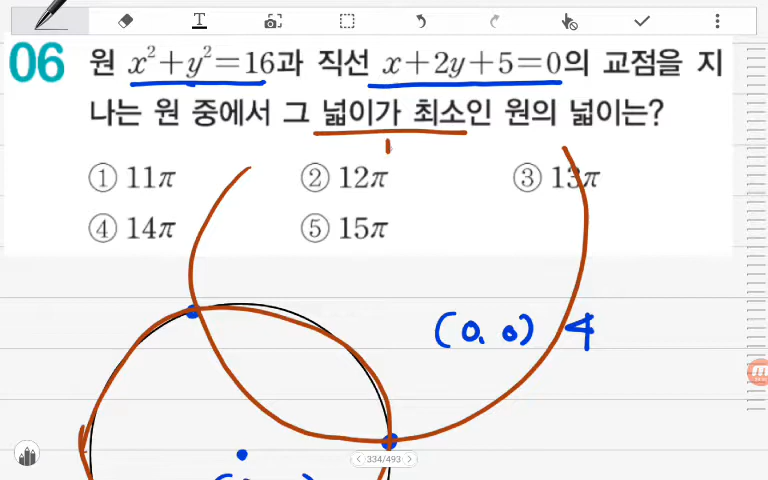 06 원 x²+y²=16과 직선 x+2y+5=0의 교점을 지
나는 원 중에서 그 넓이가 최소인 원의 넓이는?
① 11π ② 12π ③ 13π
④ 14π ⑤ 15π
(0, 0) 4
< 334/493 >